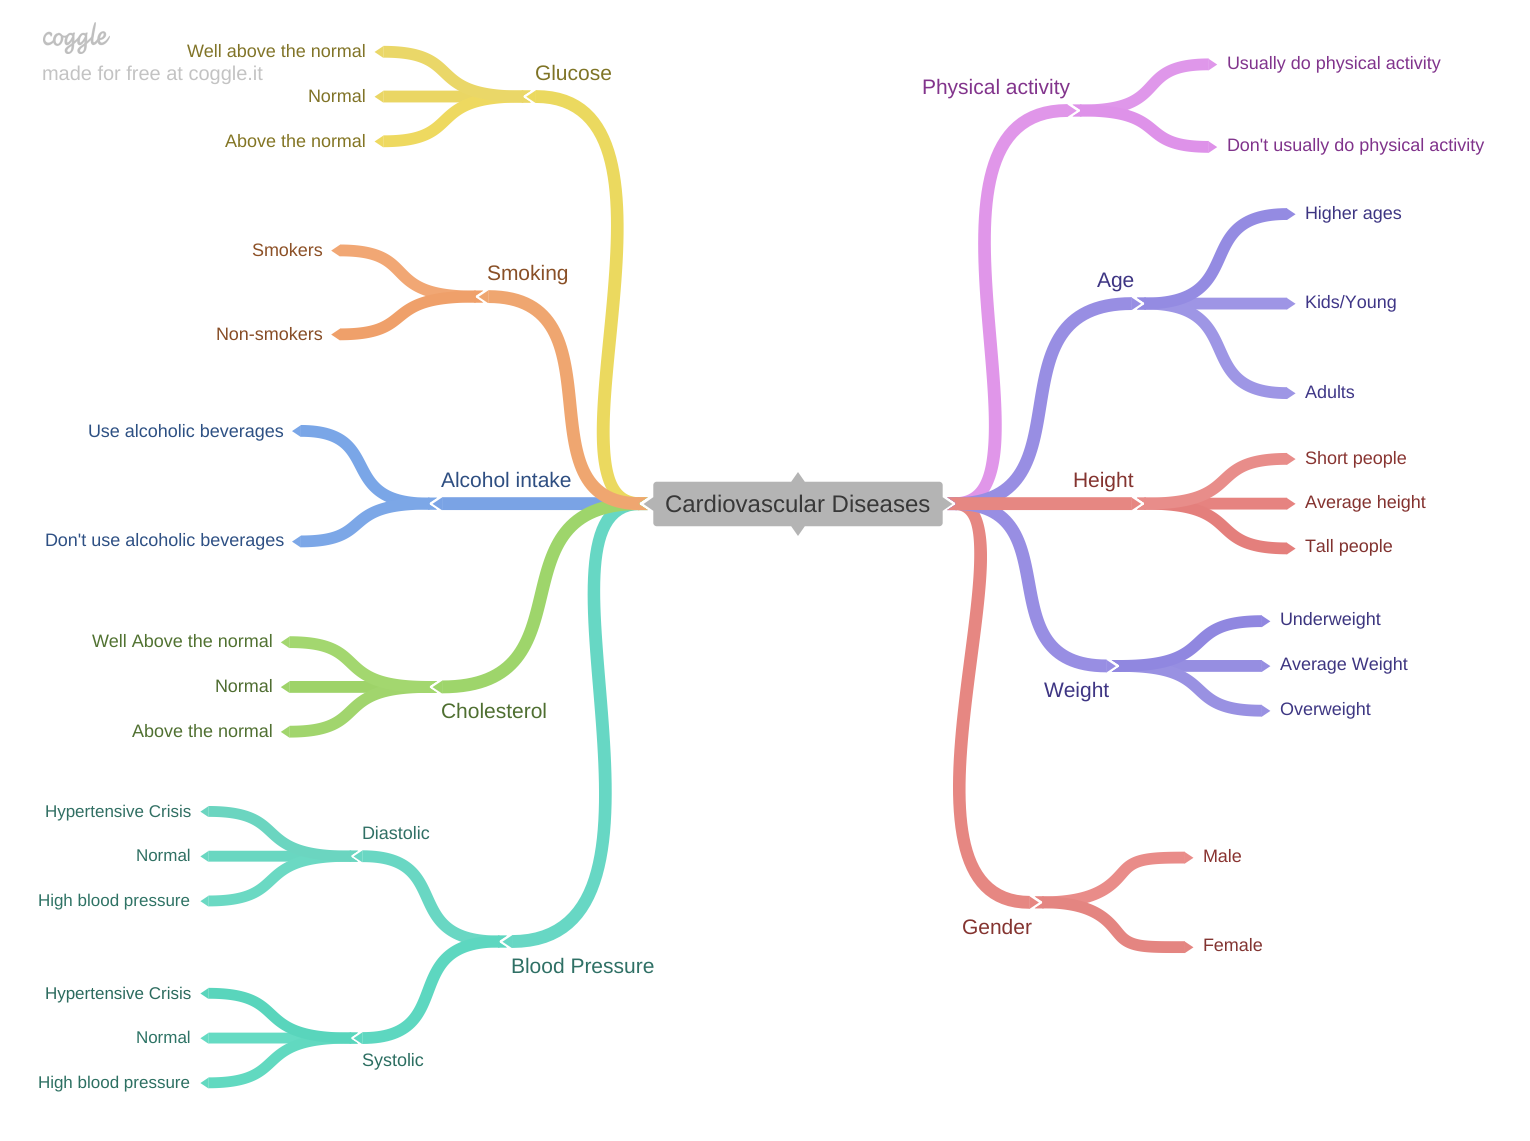 coggle
made for free at coggle.it
Well above the normal
Normal
Above the normal
Glucose
Smokers
Non-smokers
Smoking
Use alcoholic beverages
Don't use alcoholic beverages
Alcohol intake
Well Above the normal
Normal
Above the normal
Cholesterol
Hypertensive Crisis
Normal
High blood pressure
Diastolic
Hypertensive Crisis
Normal
High blood pressure
Systolic
Blood Pressure
Cardiovascular Diseases
Physical activity
Usually do physical activity
Don't usually do physical activity
Age
Higher ages
Kids/Young
Adults
Height
Short people
Average height
Tall people
Weight
Underweight
Average Weight
Overweight
Gender
Male
Female